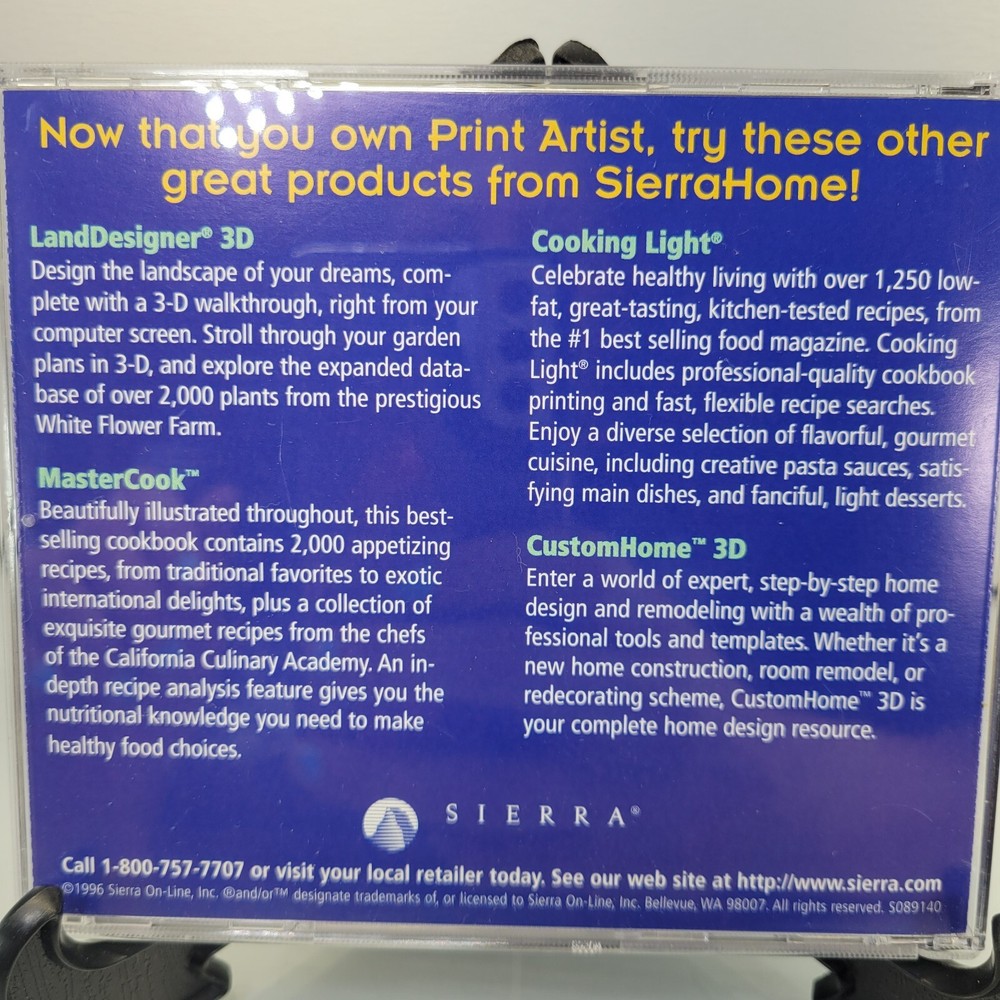 Now that you own Print Artist, try these other
great products from SierraHome!
LandDesigner® 3D
Design the landscape of your dreams, com-
plete with a 3-D walkthrough, right from your
computer screen. Stroll through your garden
plans in 3-D, and explore the expanded data-
base of over 2,000 plants from the prestigious
White Flower Farm.
MasterCook™
Beautifully illustrated throughout, this best-
selling cookbook contains 2,000 appetizing
recipes, from traditional favorites to exotic
international delights, plus a collection of
exquisite gourmet recipes from the chefs
of the California Culinary Academy. An in-
depth recipe analysis feature gives you the
nutritional knowledge you need to make
healthy food choices.
Cooking Light®
Celebrate healthy living with over 1,250 low-
fat, great-tasting, kitchen-tested recipes, from
the #1 best selling food magazine. Cooking
Light® includes professional-quality cookbook
printing and fast, flexible recipe searches.
Enjoy a diverse selection of flavorful, gourmet
cuisine, including creative pasta sauces, satis-
fying main dishes, and fanciful, light desserts.
CustomHome™ 3D
Enter a world of expert, step-by-step home
design and remodeling with a wealth of pro-
fessional tools and templates. Whether it's a
new home construction, room remodel, or
redecorating scheme, CustomHome™ 3D is
your complete home design resource.
SIERRA®
Call 1-800-757-7707 or visit your local retailer today. See our web site at http://www.sierra.com
©1996 Sierra On-Line, Inc. ®and/or™ designate trademarks of, or licensed to Sierra On-Line, Inc. Bellevue, WA 98007. All rights reserved. S089140